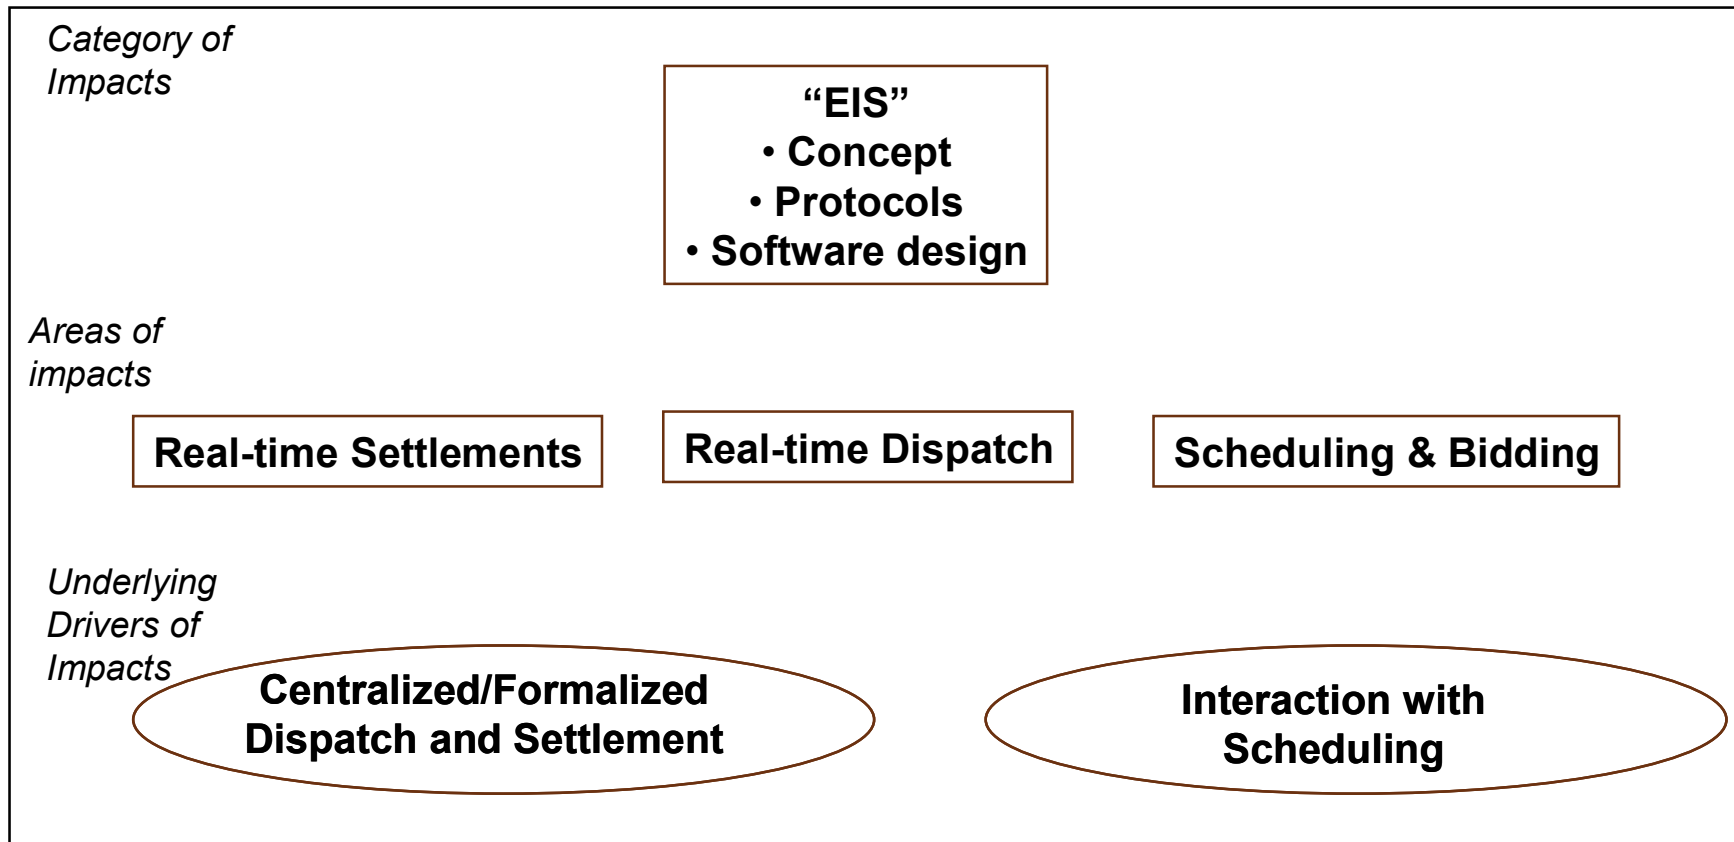 Category of
Impacts
“EIS”
• Concept
• Protocols
• Software design
Areas of
impacts
Real-time Settlements
Real-time Dispatch
Scheduling & Bidding
Underlying
Drivers of
Impacts
Centralized/Formalized
Dispatch and Settlement
Interaction with
Scheduling